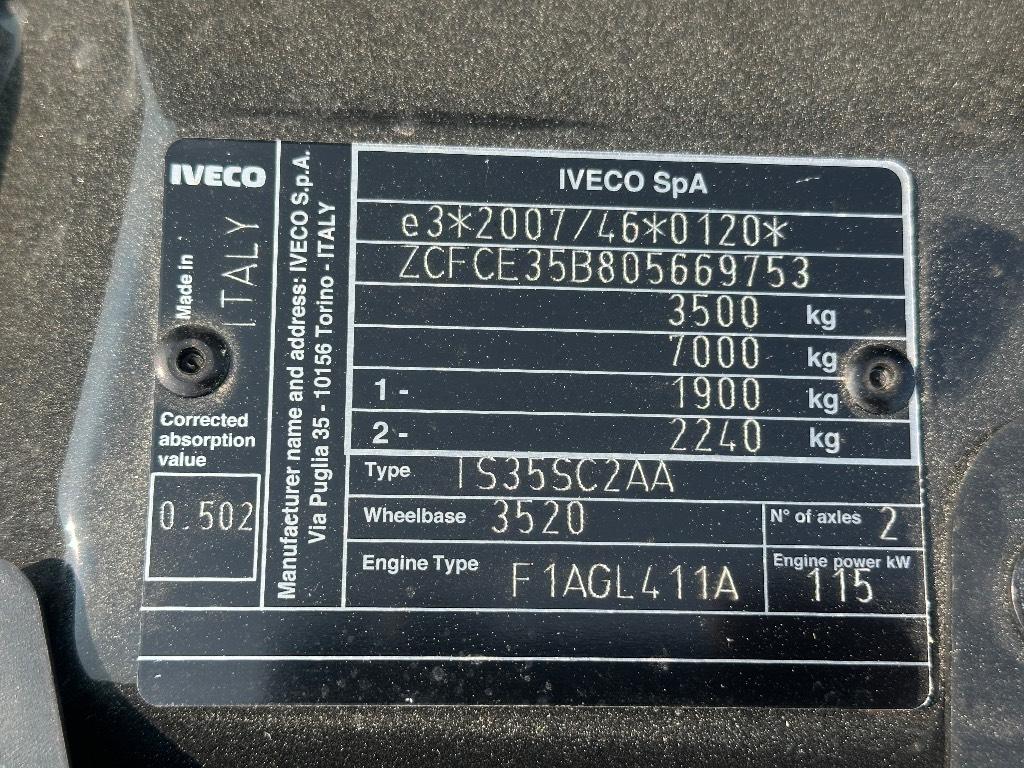 IVECO
Made in ITALY
Corrected
absorption
value
0.502
Manufacturer name and address: IVECO S.p.A.
Via Puglia 35 - 10156 Torino - ITALY
IVECO SpA
e3*2007/46*0120*
ZCFCE35B805669753
3500 kg
7000 kg
1 - 1900 kg
2 - 2240 kg
Type IS35SC2AA
Wheelbase 3520
N° of axles 2
Engine Type F1AGL411A
Engine power kW
115